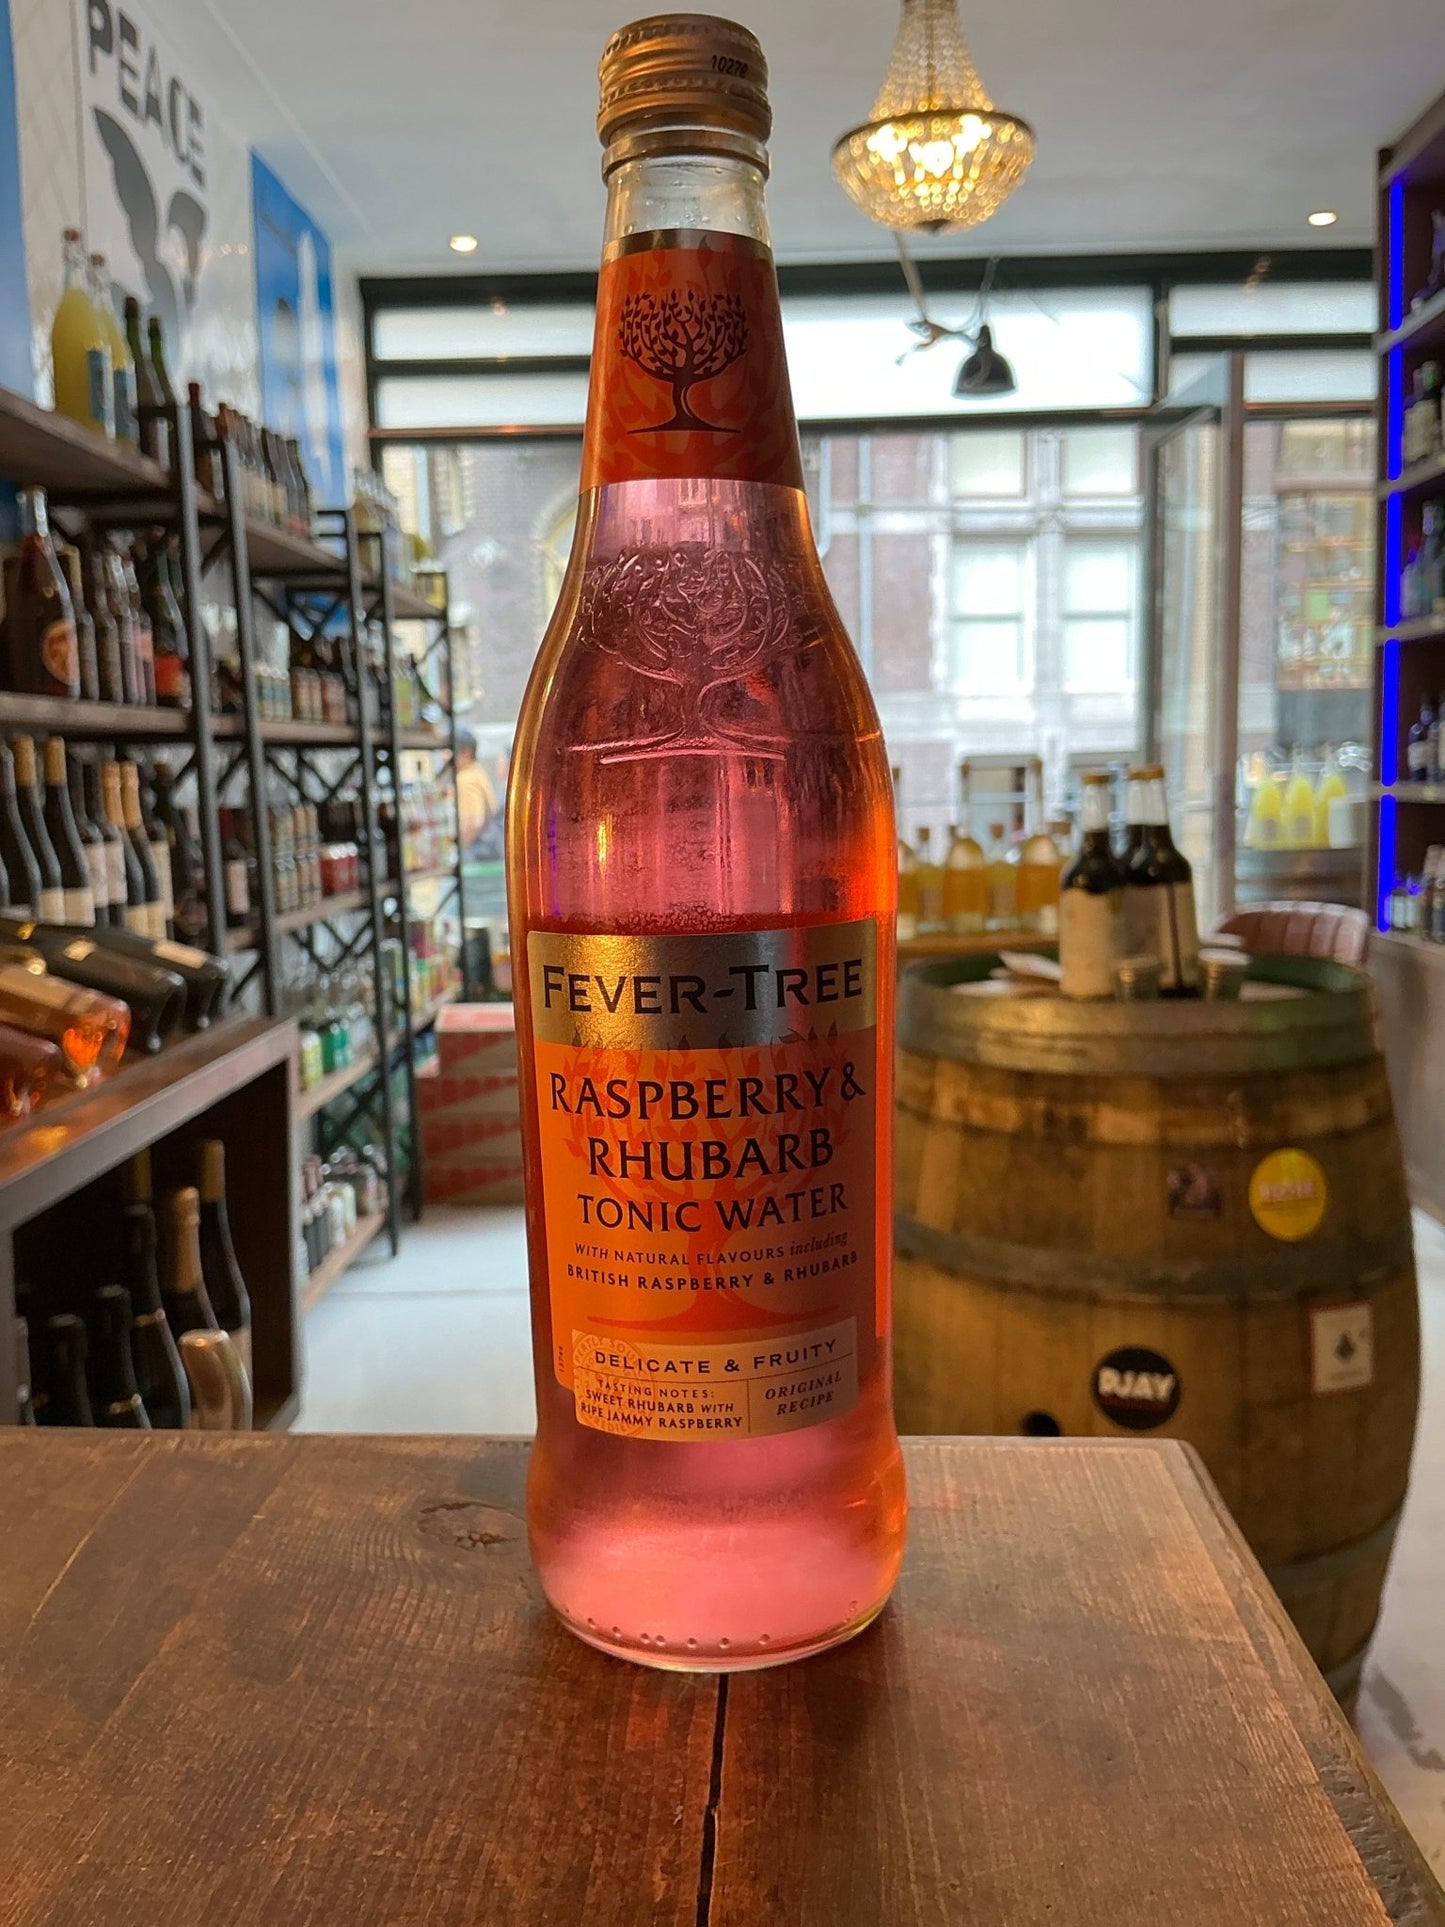 PEACE
10278
FEVER-TREE
RASPBERRY &
RHUBARB
TONIC WATER
WITH NATURAL FLAVOURS including
BRITISH RASPBERRY & RHUBARB
DELICATE & FRUITY
TASTING NOTES:
SWEET RHUBARB WITH
RIPE JAMMY RASPBERRY
ORIGINAL
RECIPE
PJAY